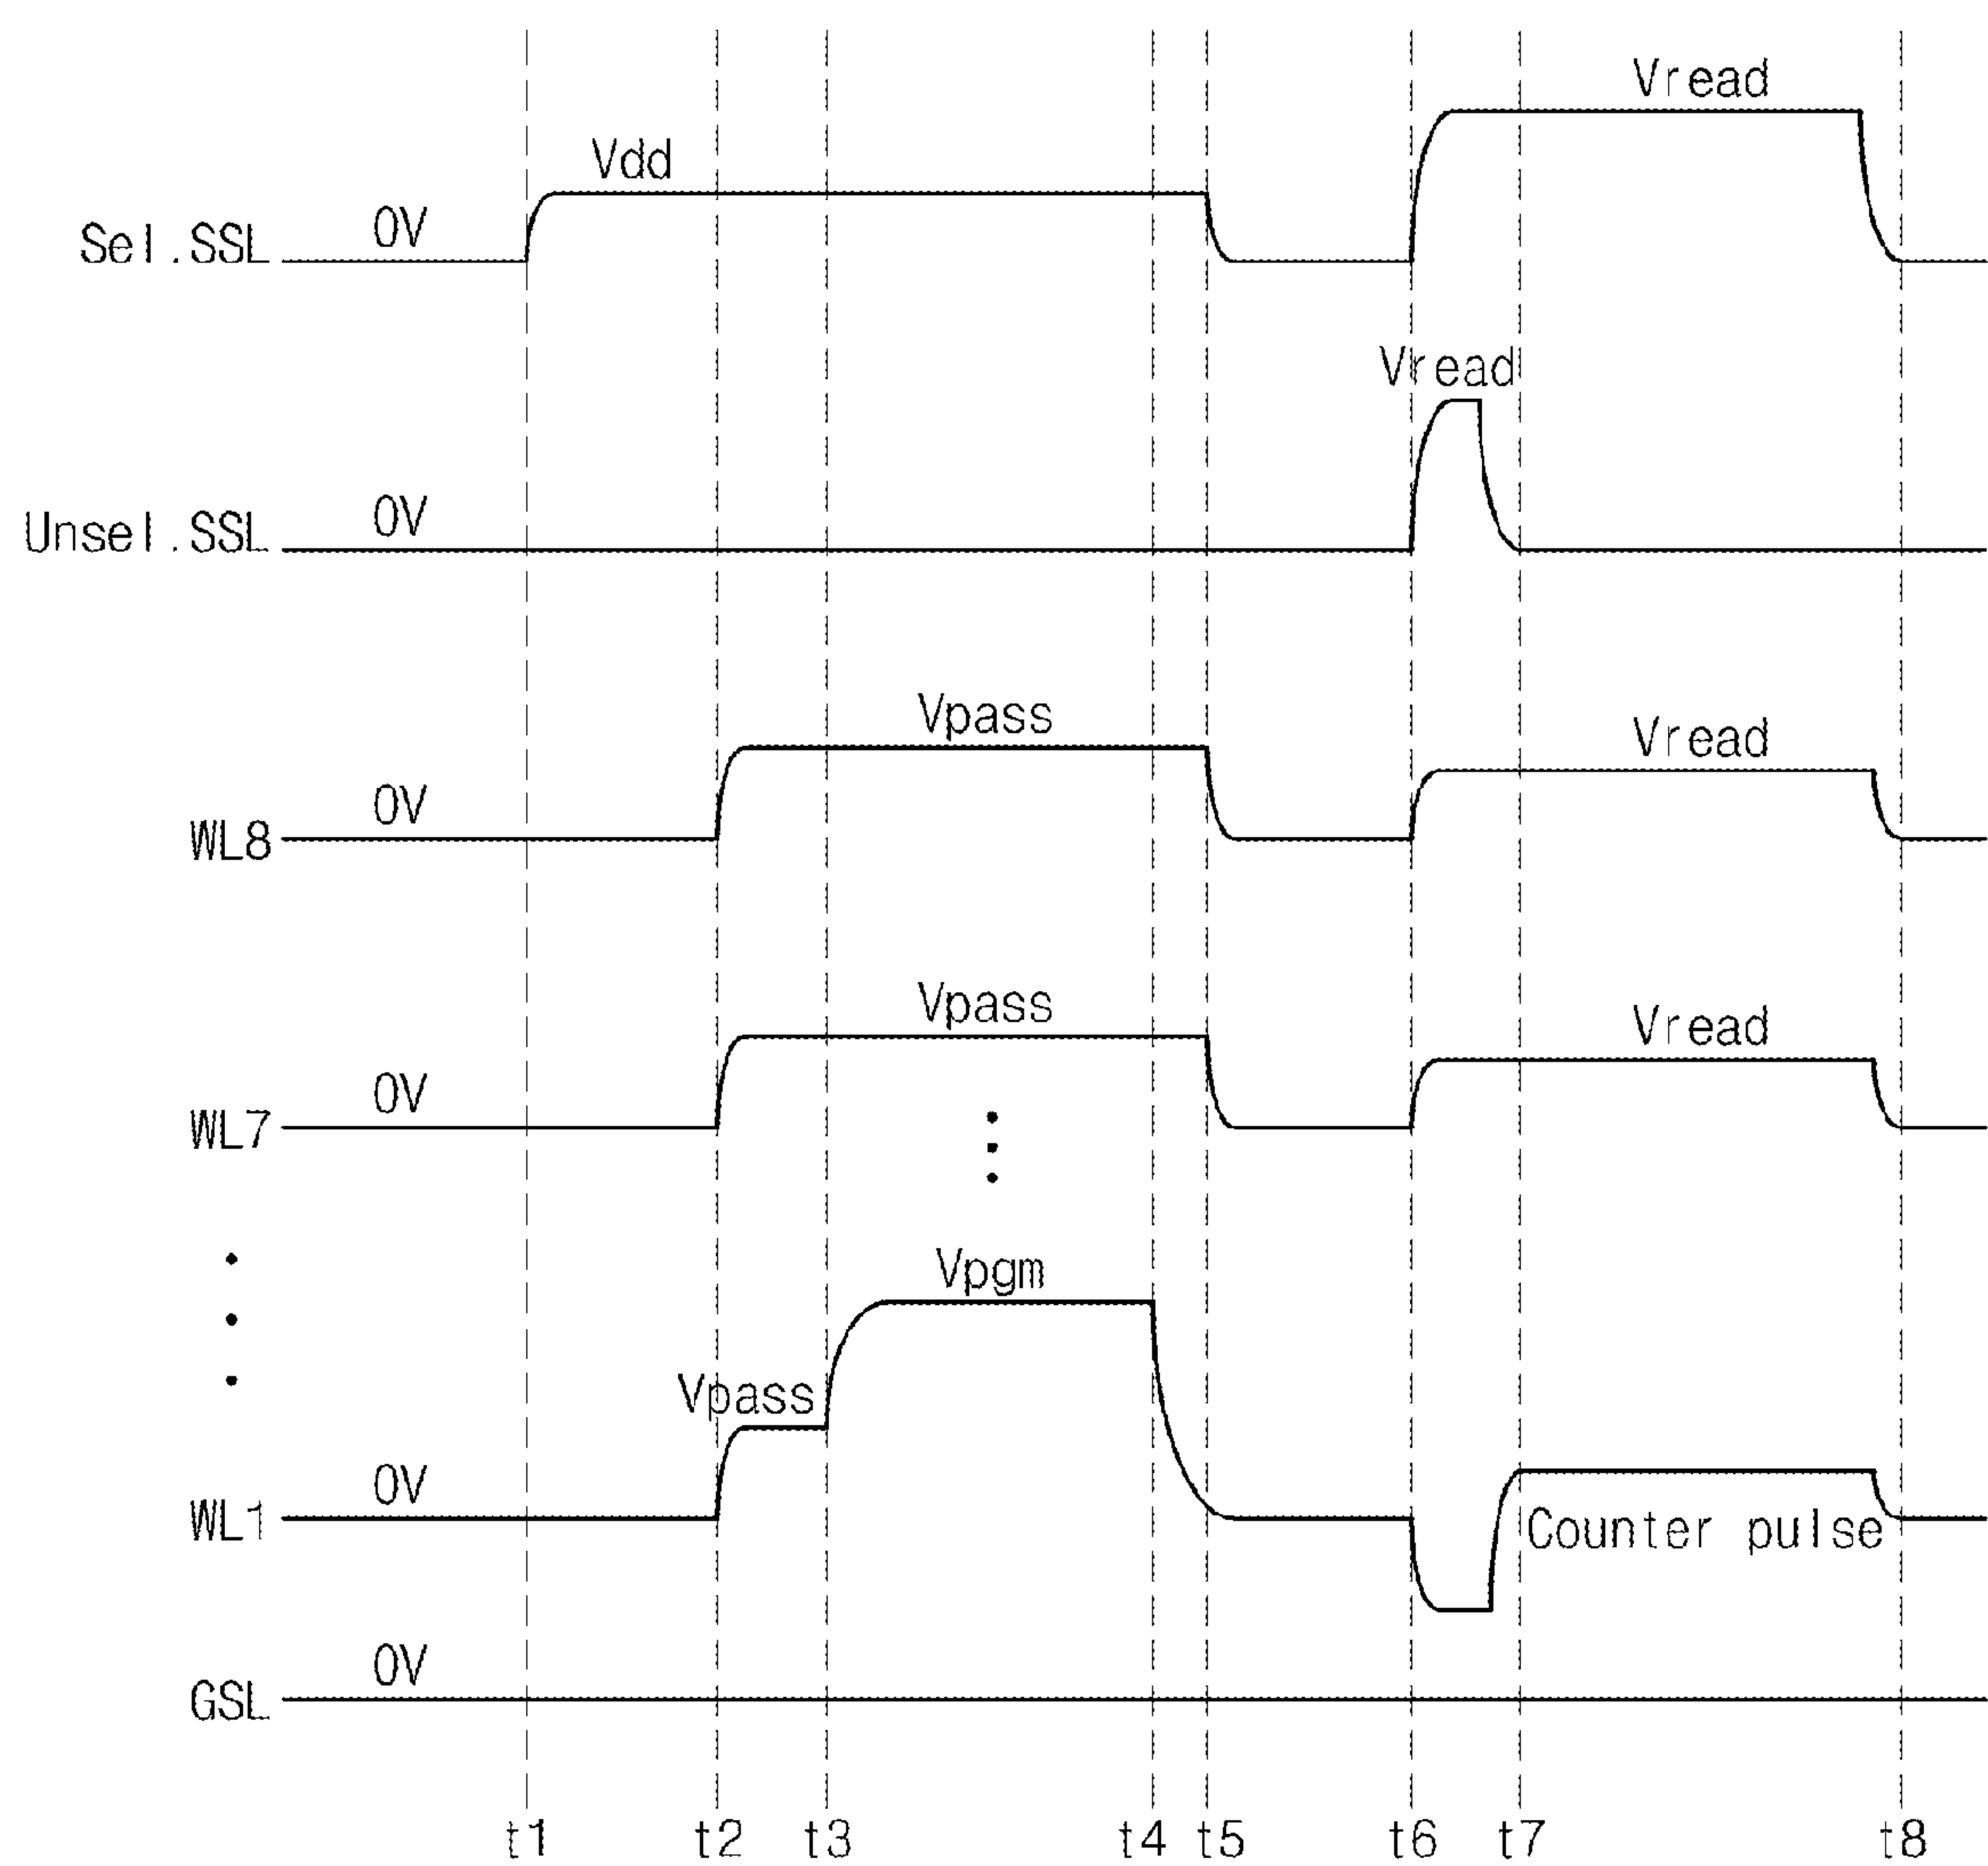 Vread
Vdd
Sel.SSL 0V
Vread
Unsel.SSL 0V
Vpass Vread
WL8 0V
Vpass Vread
WL7 0V
Vpgm
Vpass
WL1 0V Counter pulse
GSL 0V
t1 t2 t3 t4 t5 t6 t7 t8